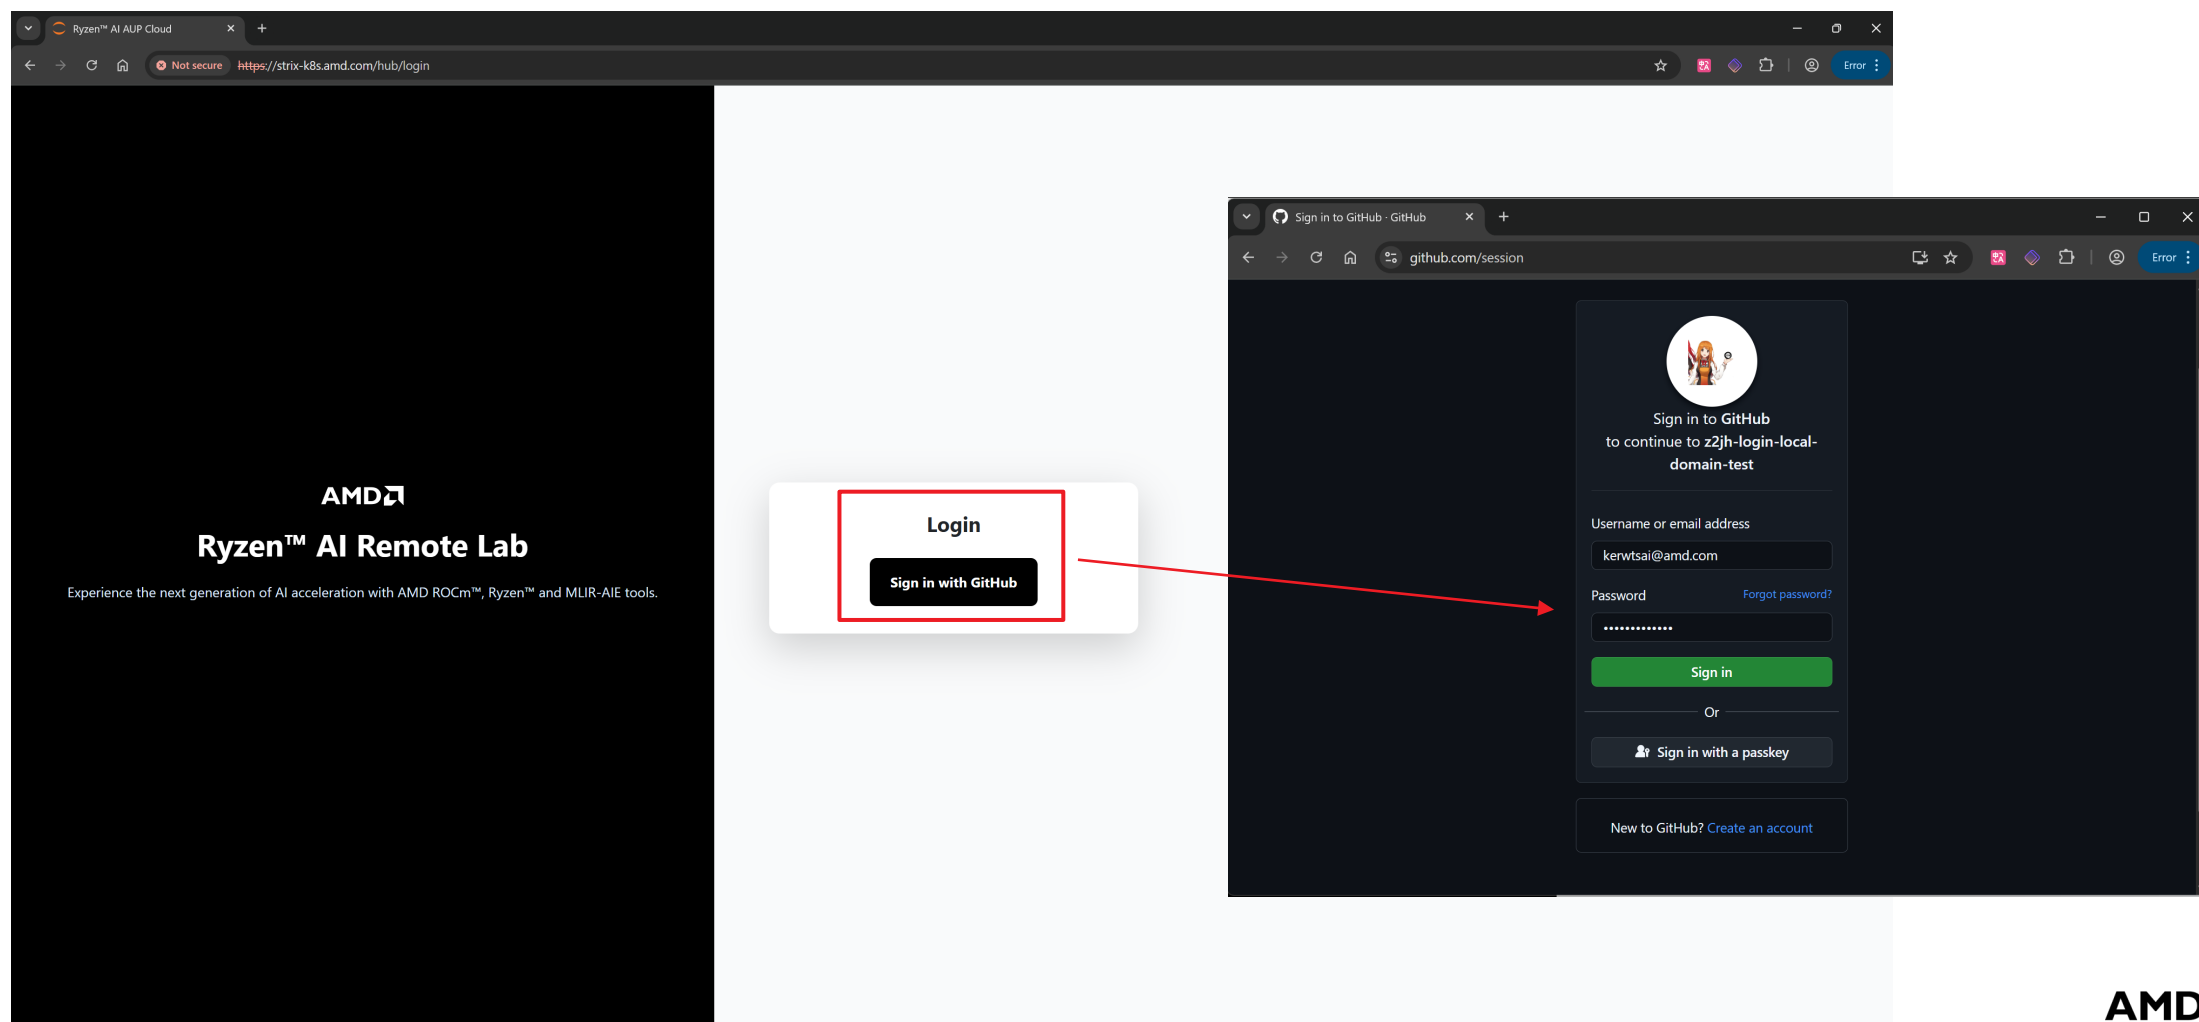 Ryzen™ AI AUP Cloud
Not secure https://strix-k8s.amd.com/hub/login
Error
AMD
Ryzen™ AI Remote Lab
Experience the next generation of AI acceleration with AMD ROCm™, Ryzen™ and MLIR-AIE tools.
Login
Sign in with GitHub
Sign in to GitHub · GitHub
github.com/session
Error
Sign in to GitHub
to continue to z2jh-login-local-
domain-test
Username or email address
kerwtsai@amd.com
Password Forgot password?
•••••••••••••
Sign in
Or
Sign in with a passkey
New to GitHub? Create an account
AMD